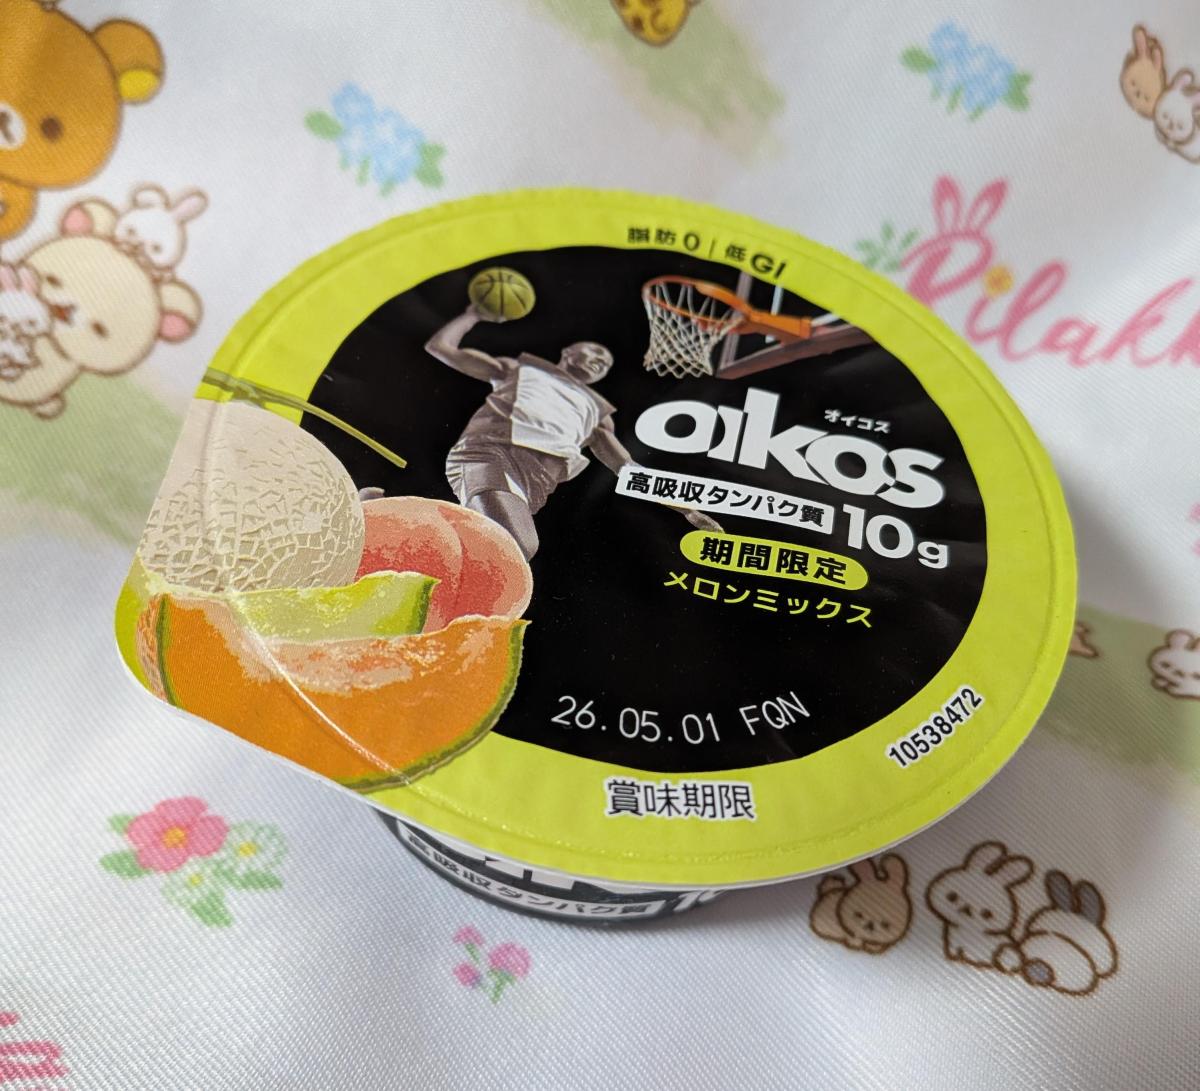 脂肪0 | 低GI
オイコス
oikos
高吸収タンパク質 10g
期間限定
メロンミックス
26.05.01 FQN
10538472
賞味期限
高吸収タンパク質
Rilakk